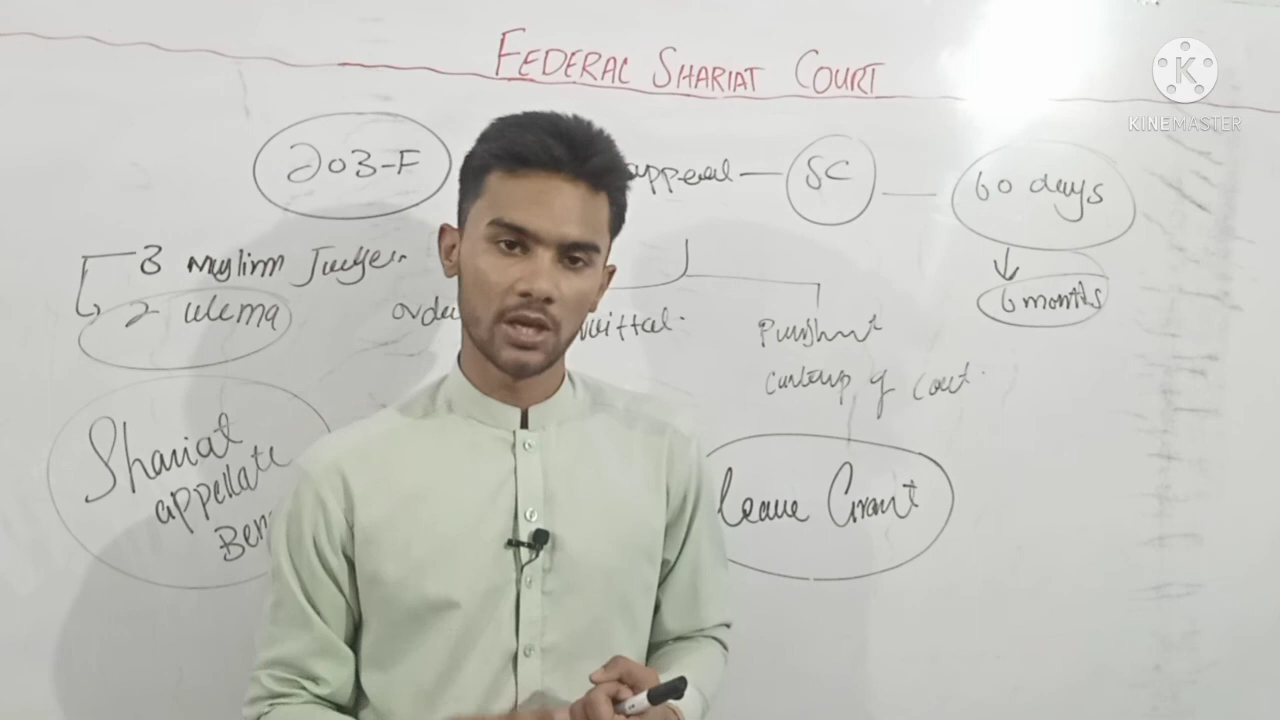 FEDERAL SHARIAT COURT
K
KINEMASTER
203-F
appeal — SC — 60 days
6 months
3 Muslim Judges
2 ulema
Punishment
of Court
Shariat
appellate
Leave Grant